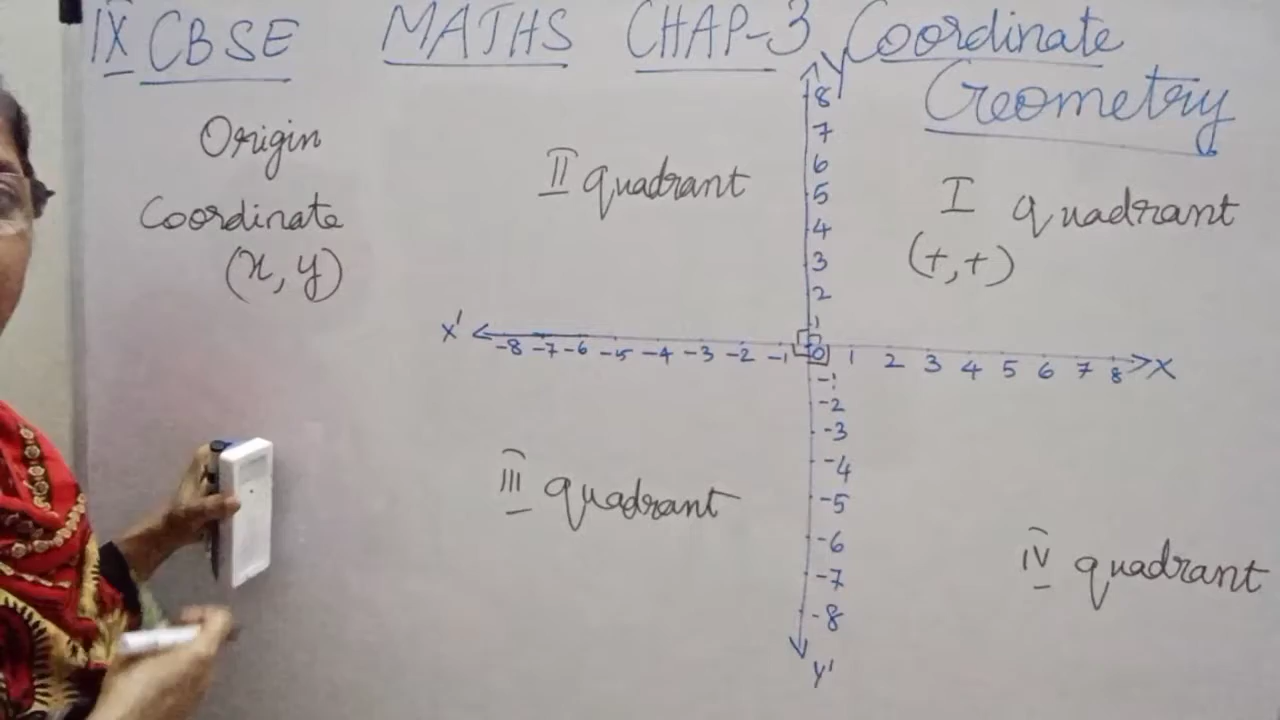 IX CBSE MATHS CHAP-3 Coordinate
Geometry
Origin
Coordinate
(x, y)
II quadrant
I quadrant
(+,+)
Y
8
7
6
5
4
3
2
1
X' -8 -7 -6 -5 -4 -3 -2 -1 0 1 2 3 4 5 6 7 8 X
-1
-2
-3
-4
-5
-6
-7
-8
Y'
III quadrant
IV quadrant